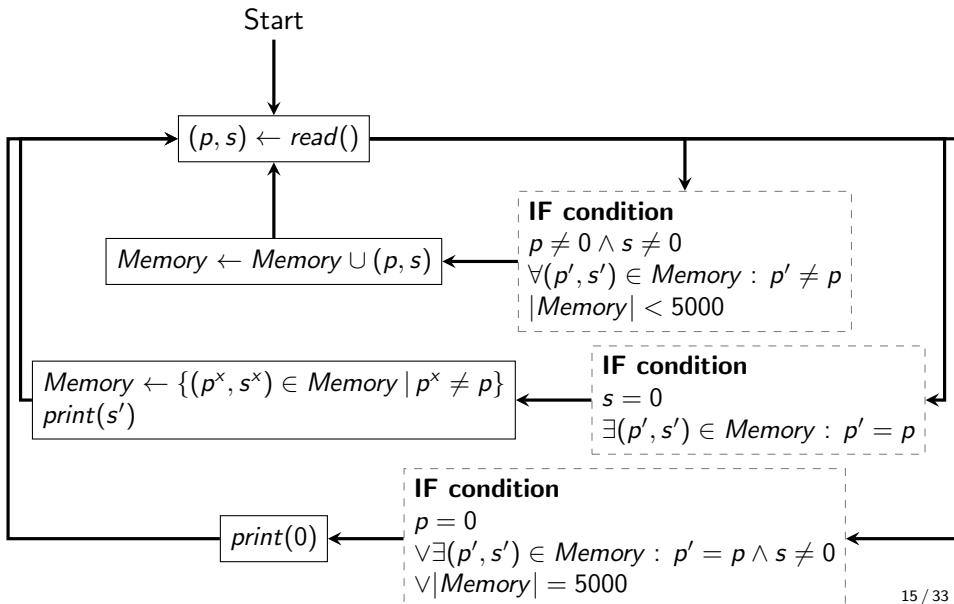 Start
(p, s) ← read()
IF condition
p ≠ 0 ∧ s ≠ 0
∀(p′, s′) ∈ Memory : p′ ≠ p
|Memory| < 5000
Memory ← Memory ∪ (p, s)
IF condition
s = 0
∃(p′, s′) ∈ Memory : p′ = p
Memory ← {(pˣ, sˣ) ∈ Memory | pˣ ≠ p}
print(s′)
IF condition
p = 0
∨∃(p′, s′) ∈ Memory : p′ = p ∧ s ≠ 0
∨|Memory| = 5000
print(0)
15 / 33